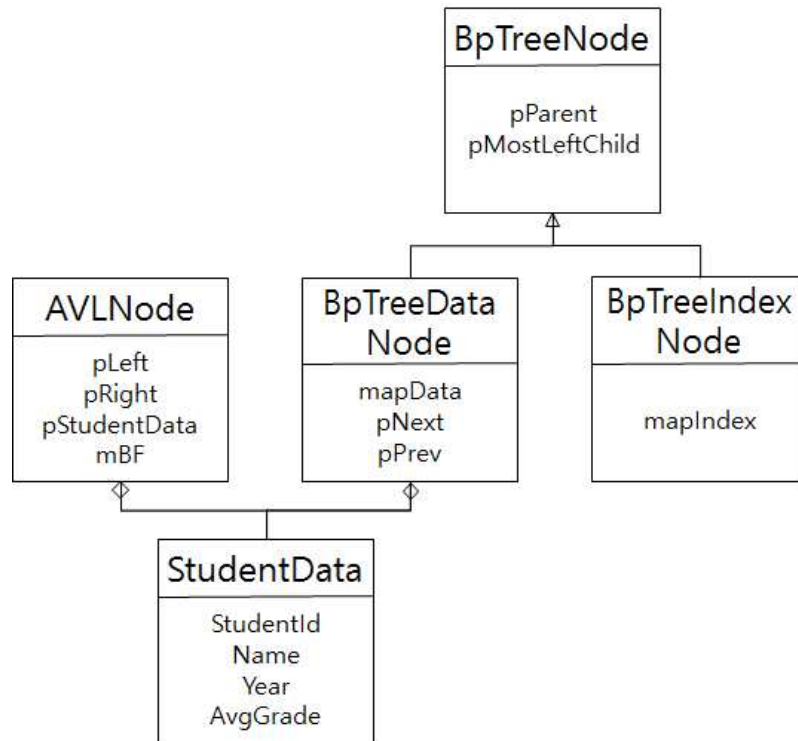 BpTreeNode
pParent
pMostLeftChild
AVLNode
pLeft
pRight
pStudentData
mBF
BpTreeData
Node
mapData
pNext
pPrev
BpTreeIndex
Node
mapIndex
StudentData
StudentId
Name
Year
AvgGrade